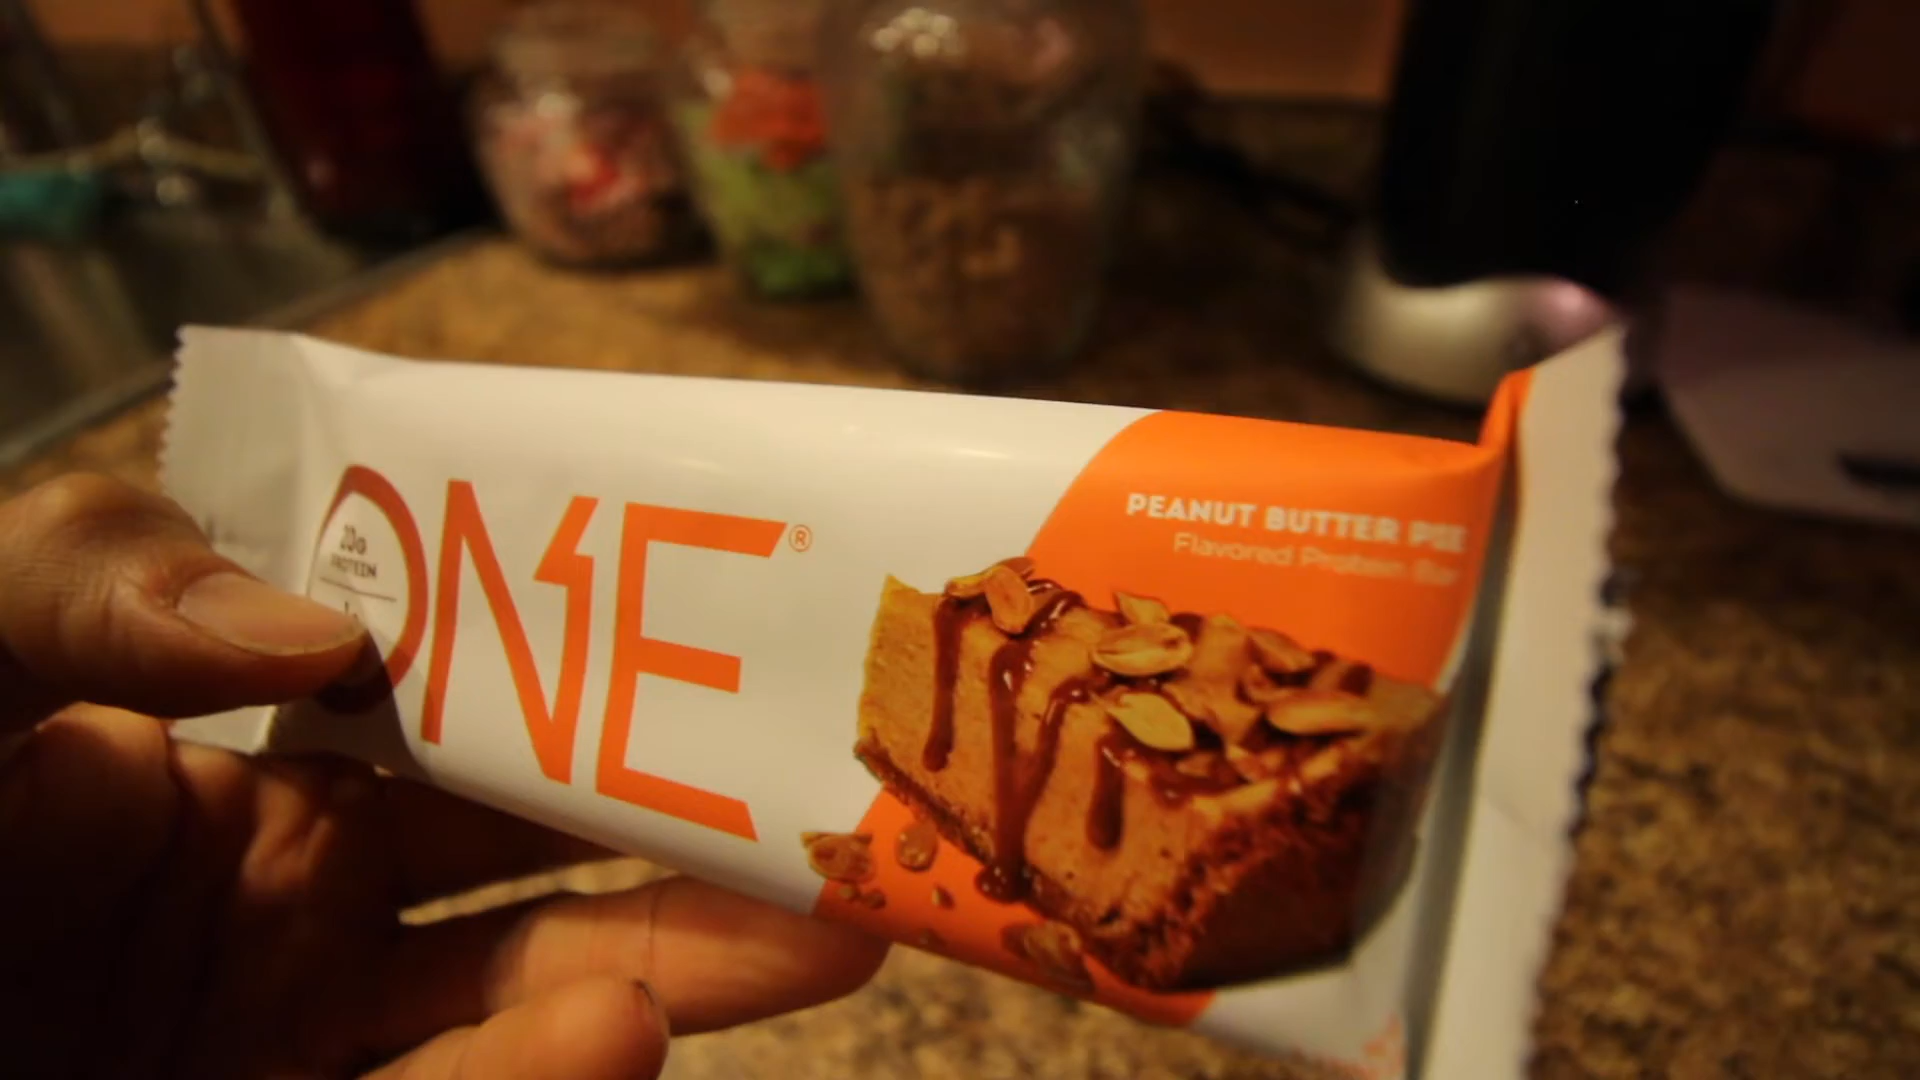 ONE®
20G
PROTEIN
PEANUT BUTTER PIE
Flavored Protein Bar